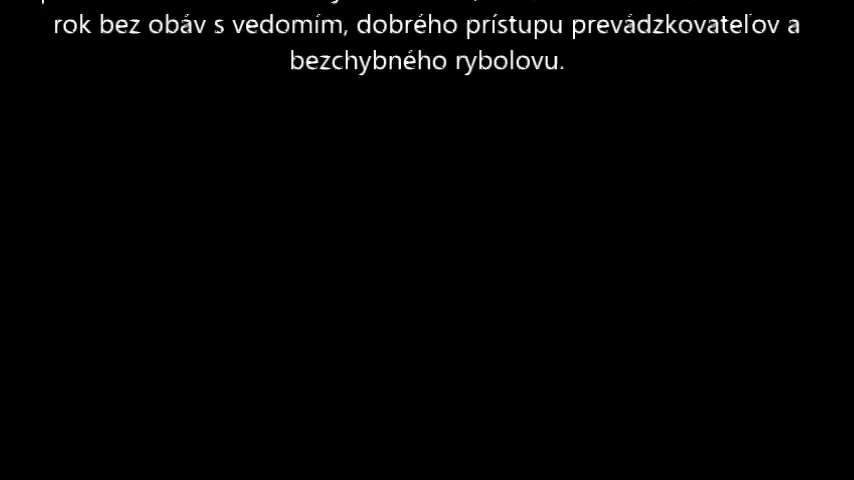 rok bez obáv s vedomím, dobrého prístupu prevádzkovateľov a
bezchybného rybolovu.